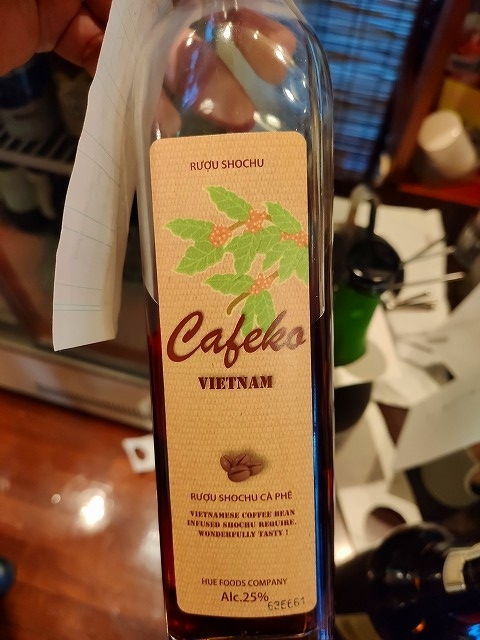 RƯỢU SHOCHU
Cafeko
VIETNAM
RƯỢU SHOCHU CÀ PHÊ
VIETNAMESE COFFEE BEAN
INFUSED SHOCHU REQUIRE.
WONDERFULLY TASTY !
HUE FOODS COMPANY
Alc.25%